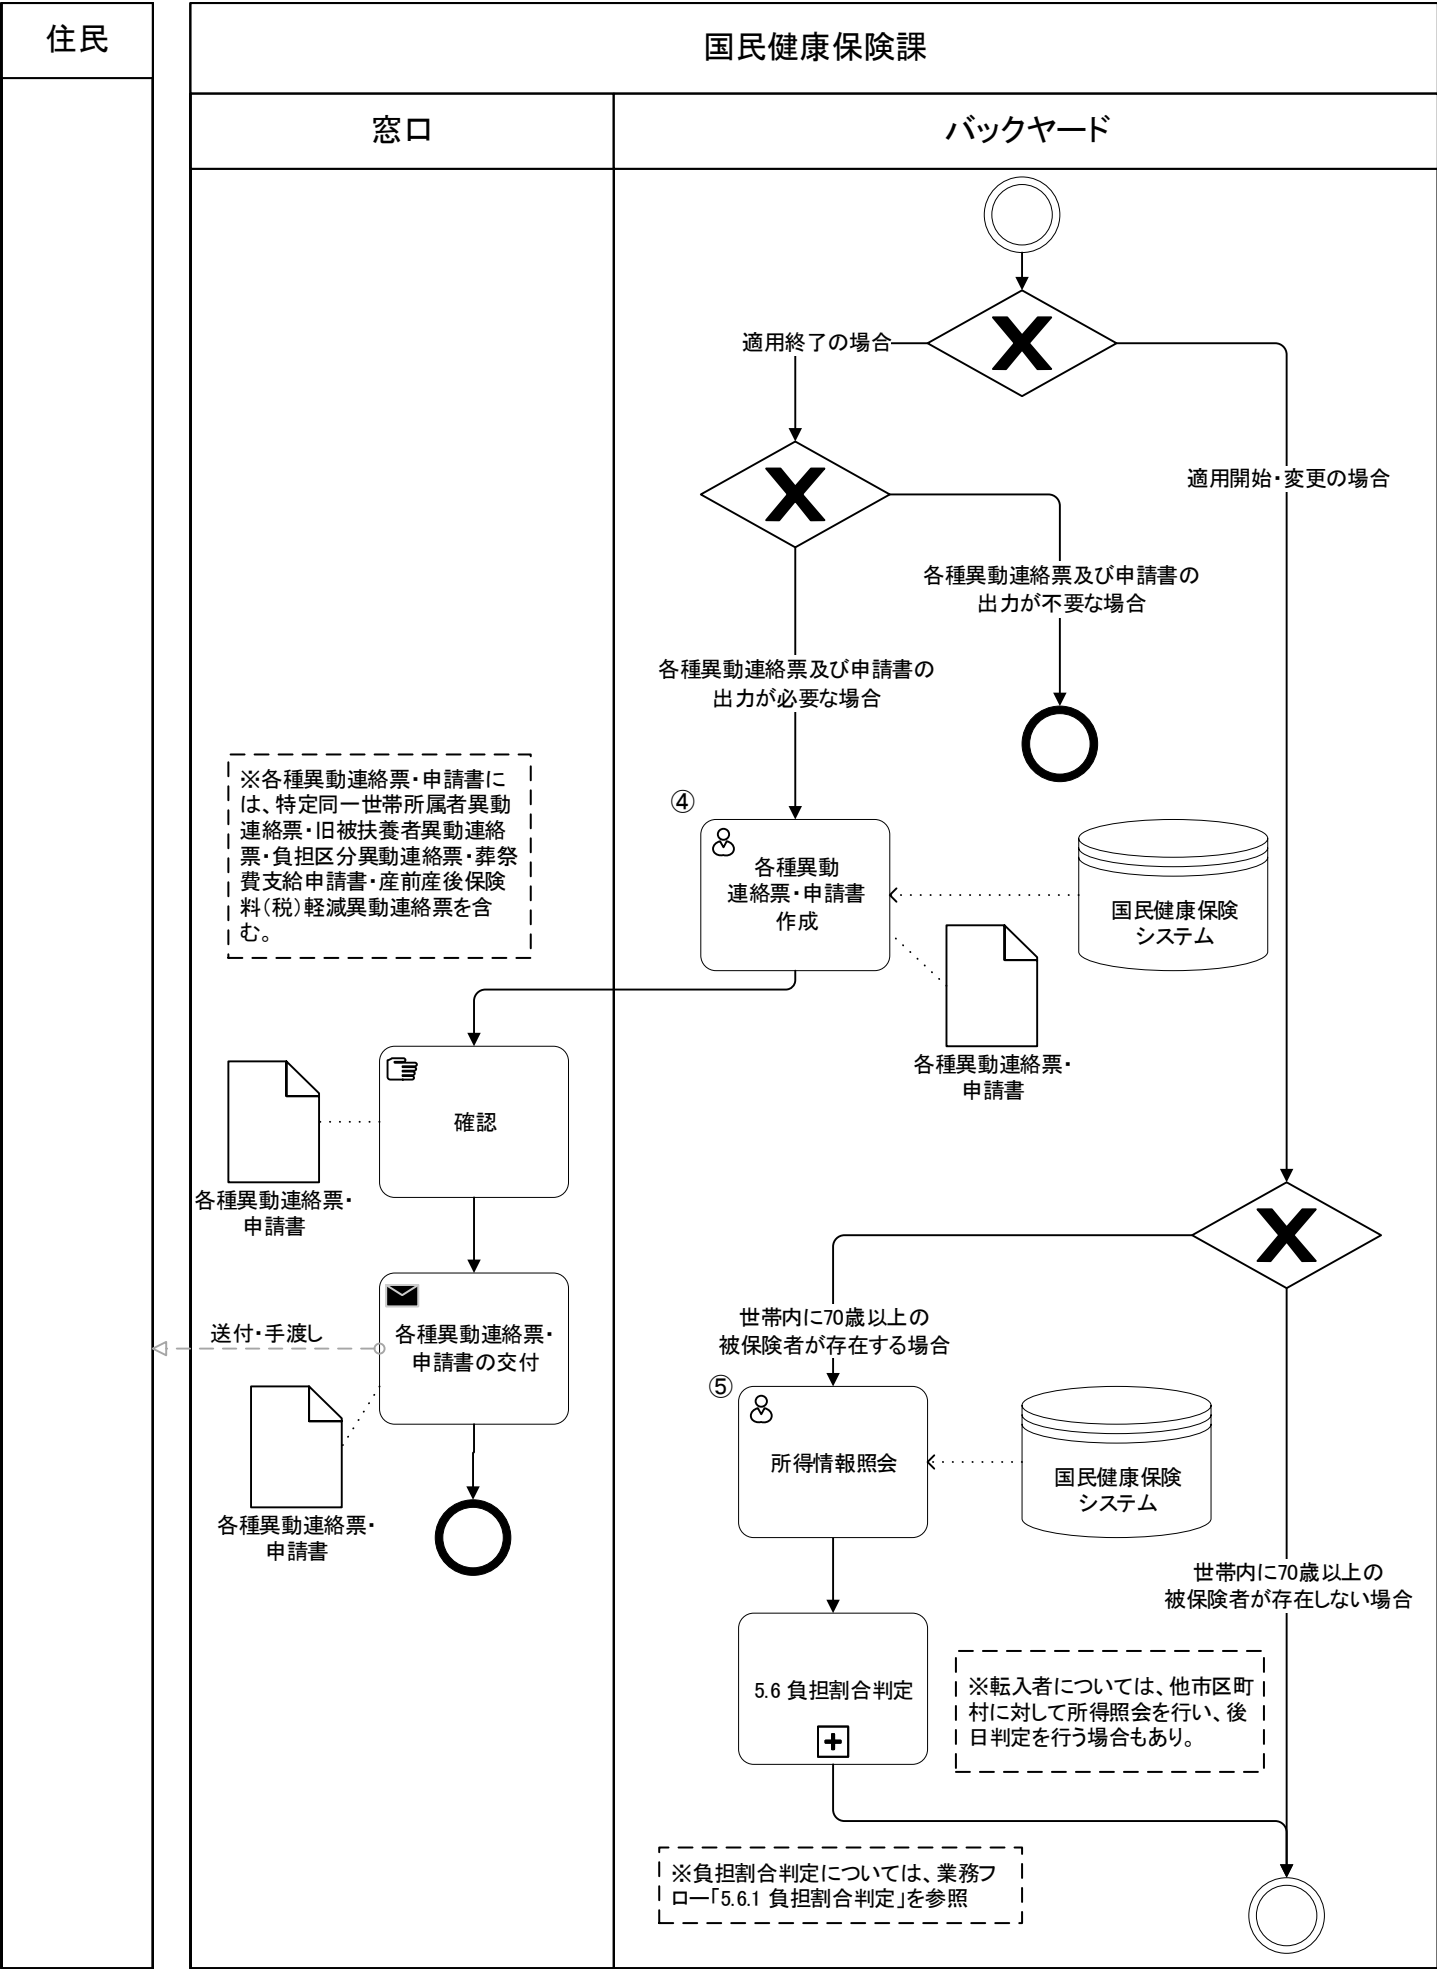 住民
国民健康保険課
窓口
バックヤード
適用終了の場合
適用開始・変更の場合
各種異動連絡票及び申請書の
出力が不要な場合
各種異動連絡票及び申請書の
出力が必要な場合
※各種異動連絡票・申請書に
は、特定同一世帯所属者異動
連絡票・旧被扶養者異動連絡
票・負担区分異動連絡票・葬祭
費支給申請書・産前産後保険
料(税)軽減異動連絡票を含
む。
④
各種異動
連絡票・申請書
作成
国民健康保険
システム
各種異動連絡票・
申請書
確認
各種異動連絡票・
申請書
送付・手渡し
各種異動連絡票・
申請書の交付
各種異動連絡票・
申請書
世帯内に70歳以上の
被保険者が存在する場合
⑤
所得情報照会
国民健康保険
システム
世帯内に70歳以上の
被保険者が存在しない場合
5.6 負担割合判定
※転入者については、他市区町
村に対して所得照会を行い、後
日判定を行う場合もあり。
※負担割合判定については、業務フ
ロー「5.6.1 負担割合判定」を参照